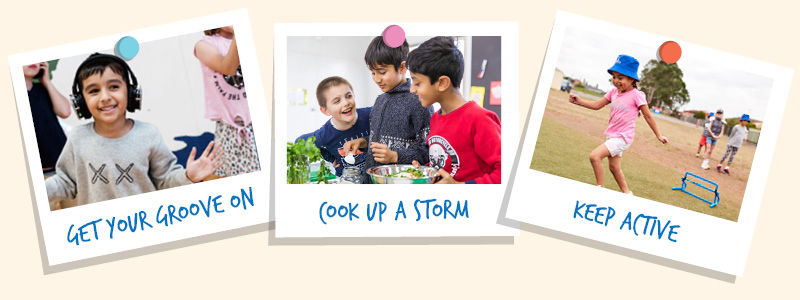 GET YOUR GROOVE ON
COOK UP A STORM
KEEP ACTIVE